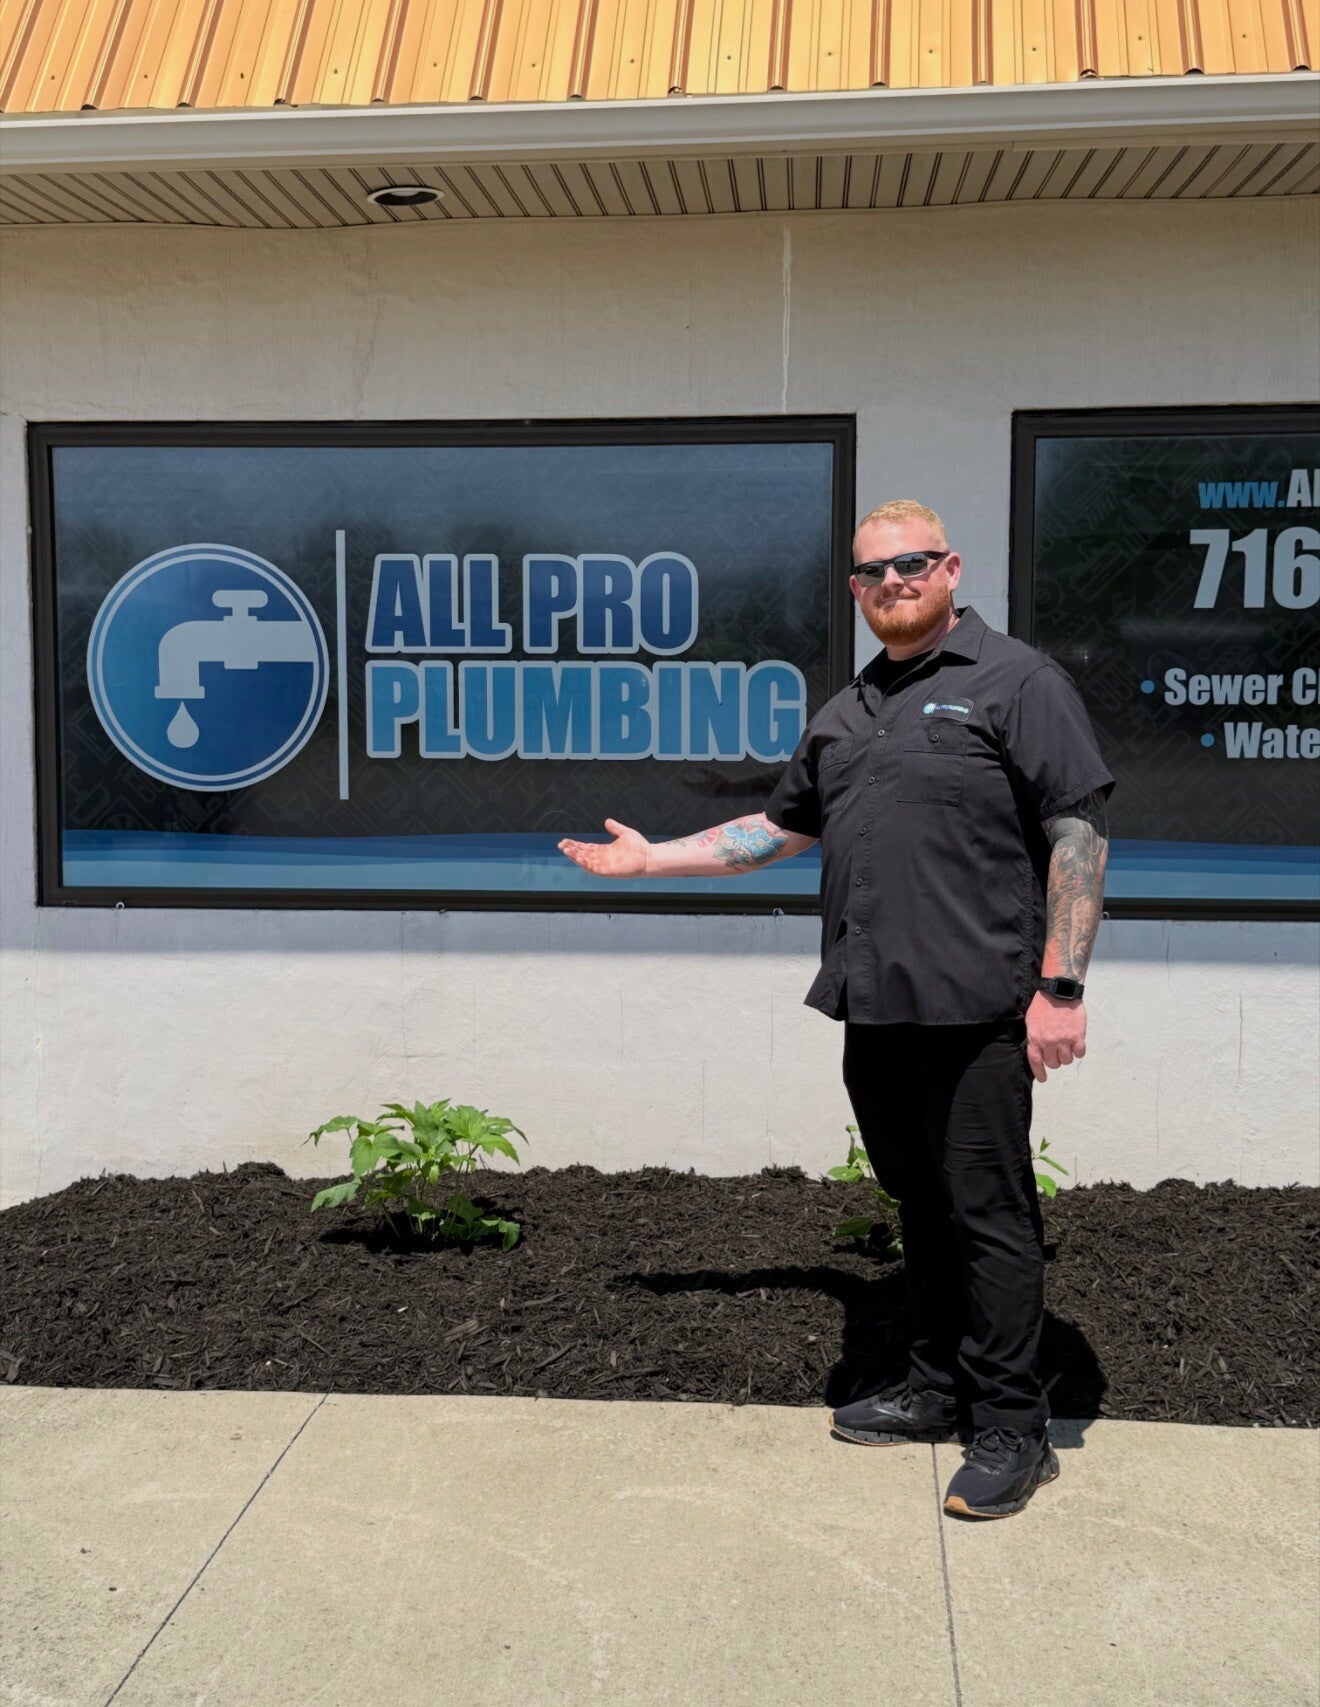 ALL PRO
PLUMBING
www.Al
716
• Sewer Cl
• Wate